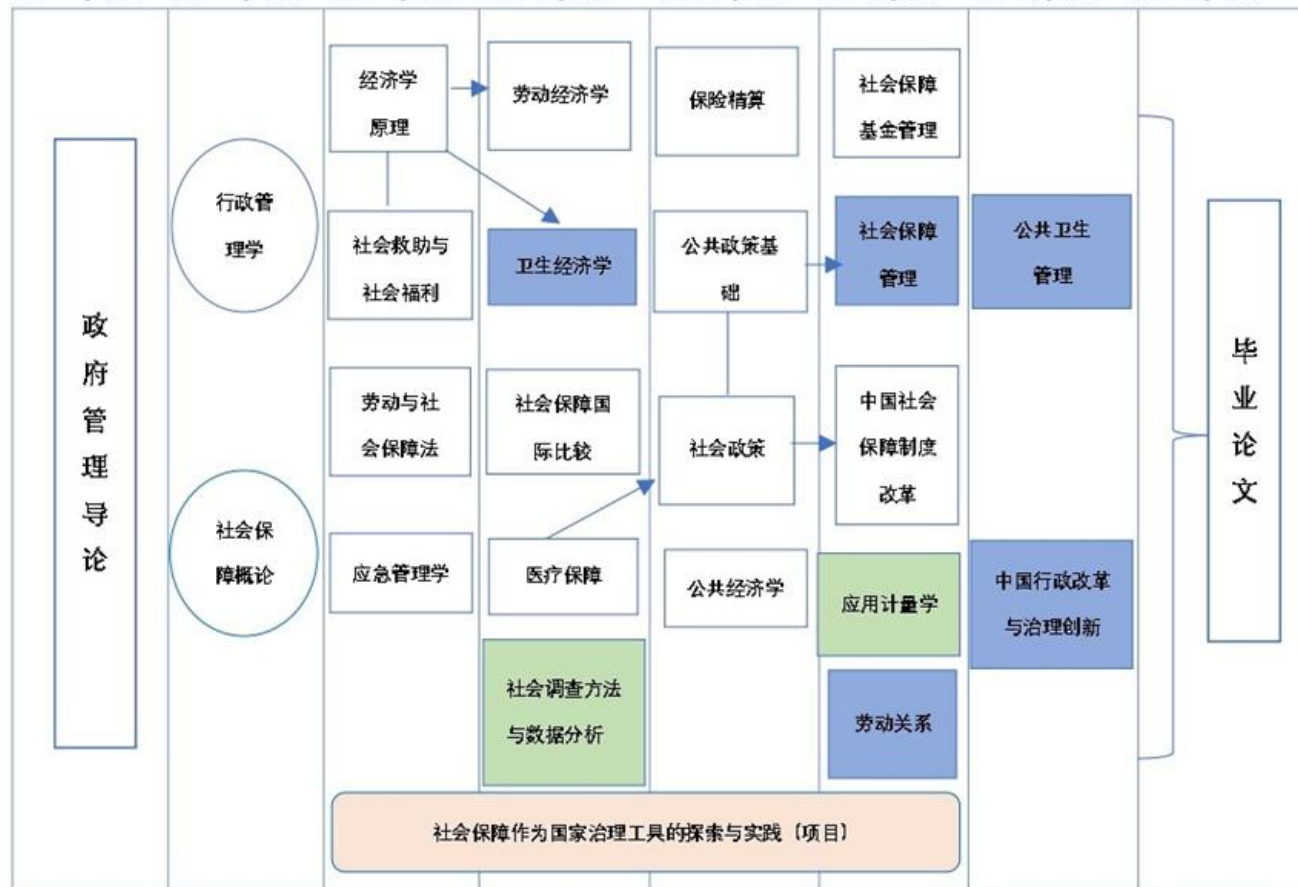 政
府
管
理
导
论
行政管
理学
社会保
障概论
经济学
原理
社会救助与
社会福利
劳动与社
会保障法
应急管理学
劳动经济学
卫生经济学
社会保障国
际比较
医疗保障
社会调查方法
与数据分析
保险精算
公共政策基
础
社会政策
公共经济学
社会保障
基金管理
社会保障
管理
中国社会
保障制度
改革
应用计量学
劳动关系
公共卫生
管理
中国行政改革
与治理创新
毕
业
论
文
社会保障作为国家治理工具的探索与实践（项目）